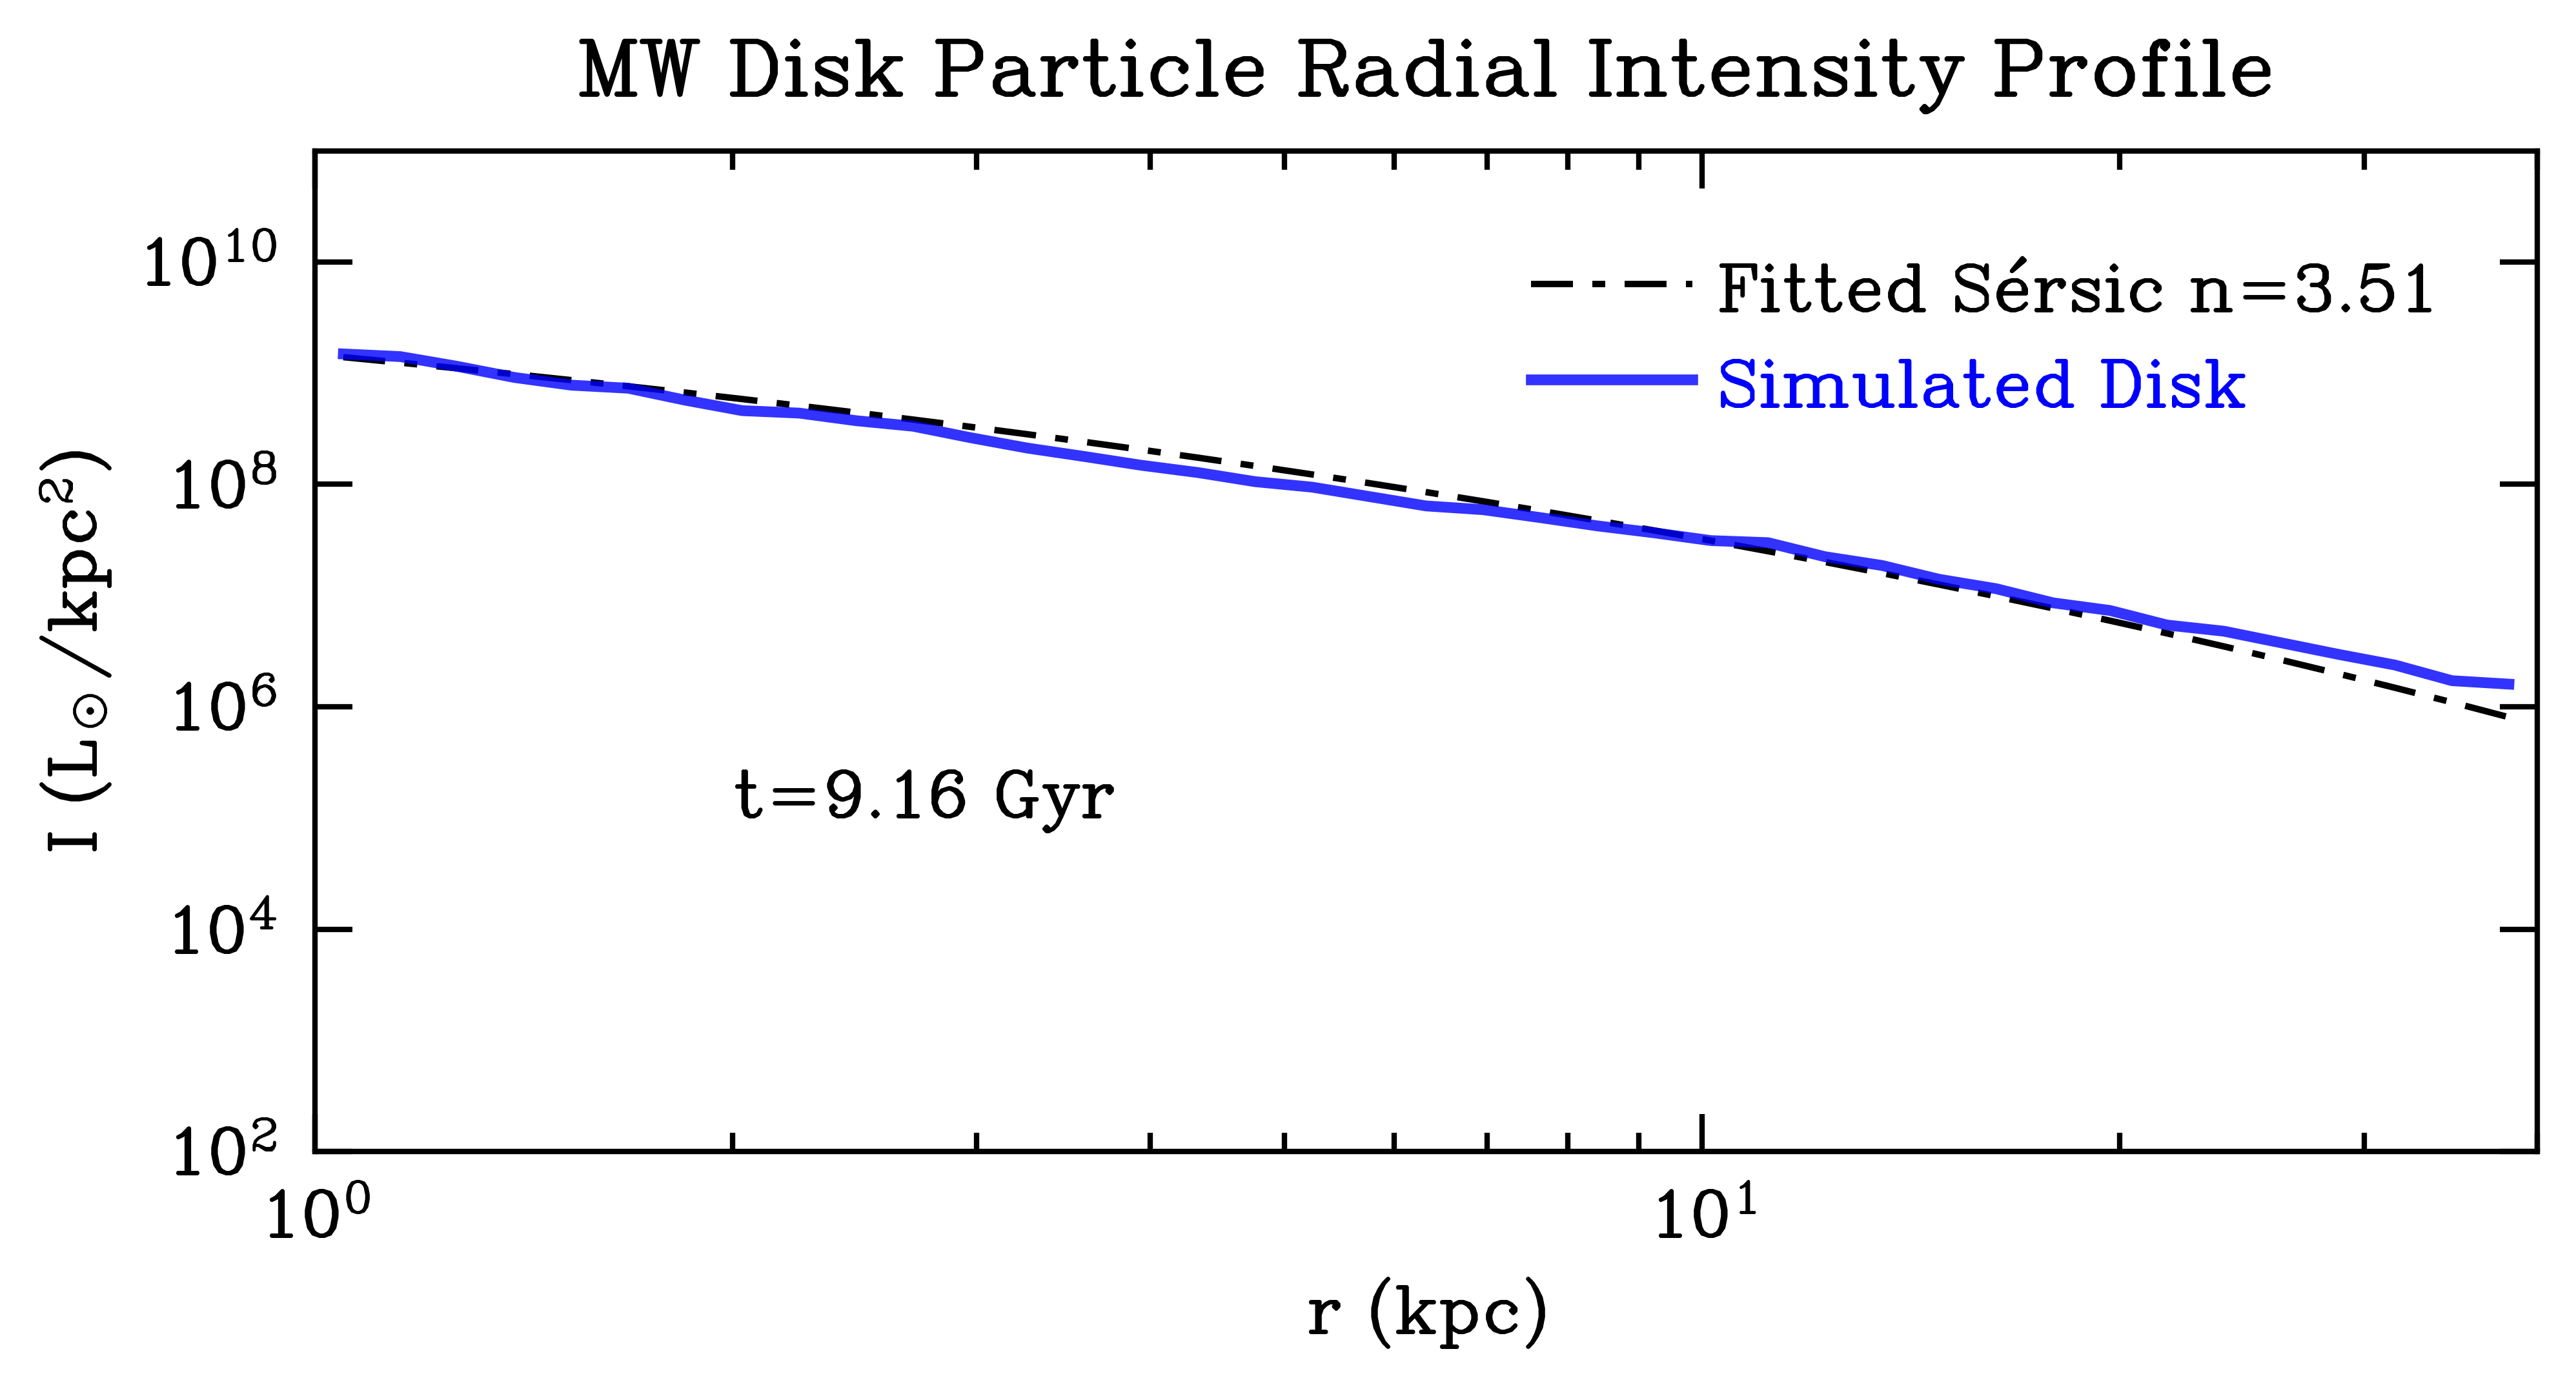 MW Disk Particle Radial Intensity Profile
I (L⊙/kpc²)
10¹⁰
10⁸
10⁶
10⁴
10²
Fitted Sérsic n=3.51
Simulated Disk
t=9.16 Gyr
10⁰
10¹
r (kpc)